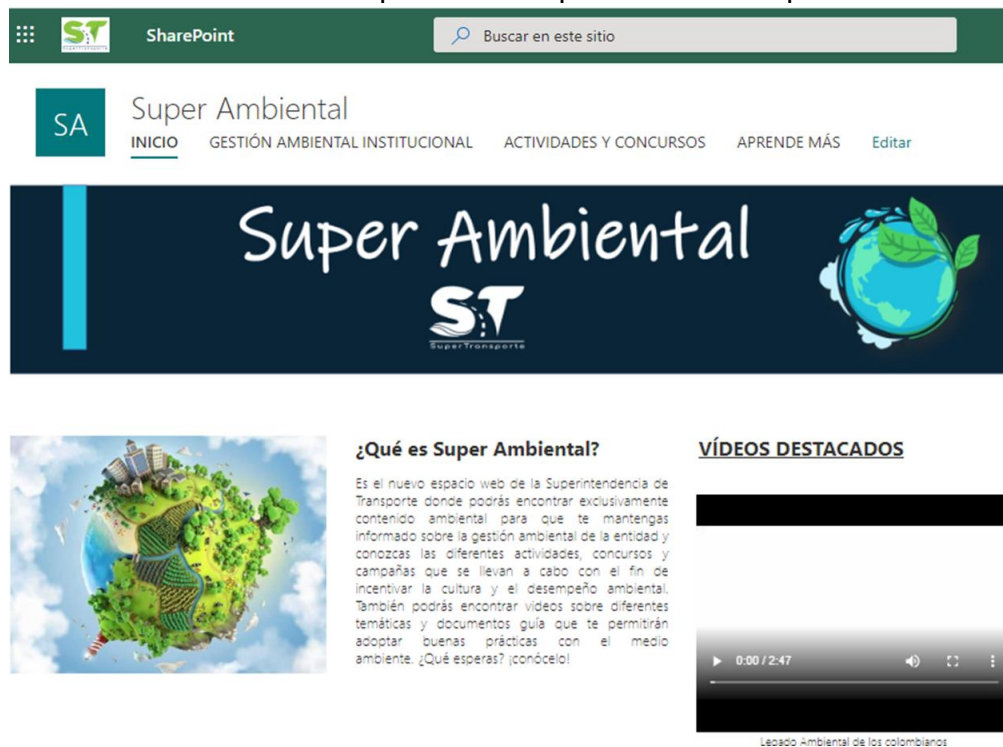 ST
SuperTransporte
SharePoint
Buscar en este sitio
SA
Super Ambiental
INICIO GESTIÓN AMBIENTAL INSTITUCIONAL ACTIVIDADES Y CONCURSOS APRENDE MÁS Editar
Super Ambiental
ST
SuperTransporte
¿Qué es Super Ambiental?
Es el nuevo espacio web de la Superintendencia de
Transporte donde podrás encontrar exclusivamente
contenido ambiental para que te mantengas
informado sobre la gestión ambiental de la entidad y
conozcas las diferentes actividades, concursos y
campañas que se llevan a cabo con el fin de
incentivar la cultura y el desempeño ambiental.
También podrás encontrar videos sobre diferentes
temáticas y documentos guía que te permitirán
adoptar buenas prácticas con el medio
ambiente. ¿Qué esperas? ¡conócelo!
VÍDEOS DESTACADOS
0:00 / 2:47
Legado Ambiental de los colombianos